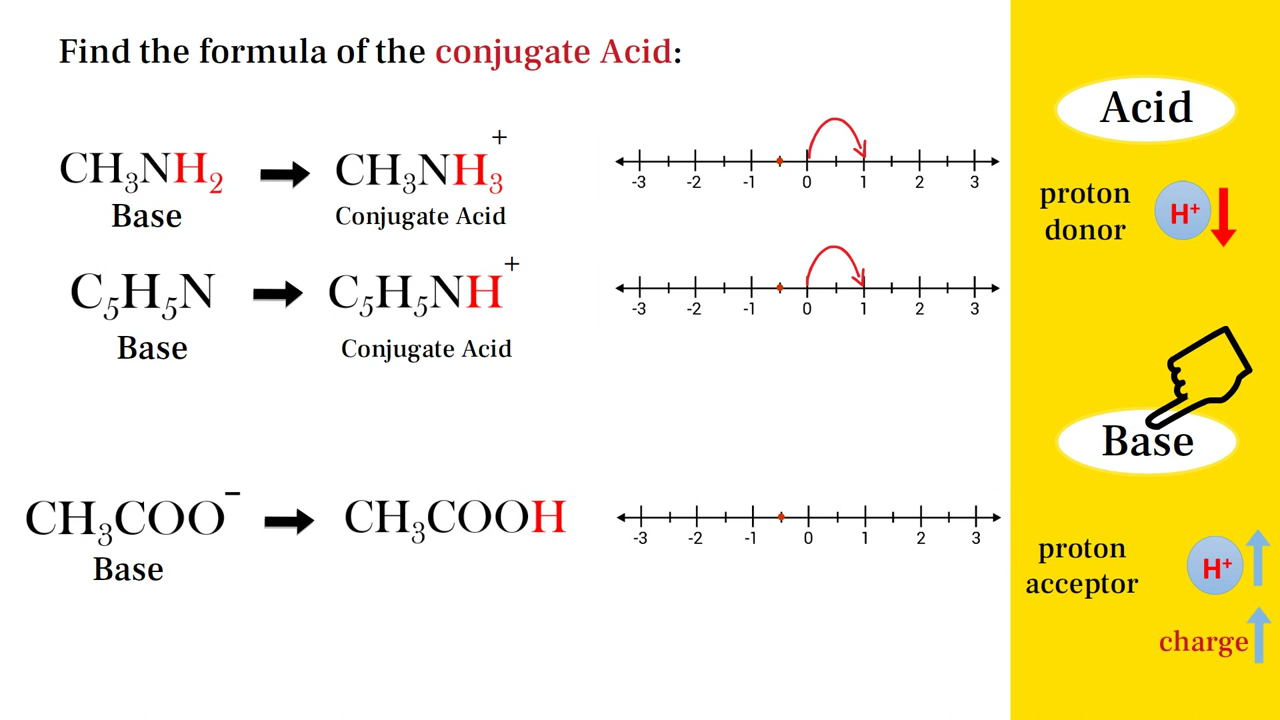 Find the formula of the conjugate Acid:
CH₃NH₂ → CH₃NH₃⁺
Base Conjugate Acid
-3 -2 -1 0 1 2 3
C₅H₅N → C₅H₅NH⁺
Base Conjugate Acid
-3 -2 -1 0 1 2 3
CH₃COO⁻ → CH₃COOH
Base
-3 -2 -1 0 1 2 3
Acid
proton
donor
H⁺
Base
proton
acceptor
H⁺
charge